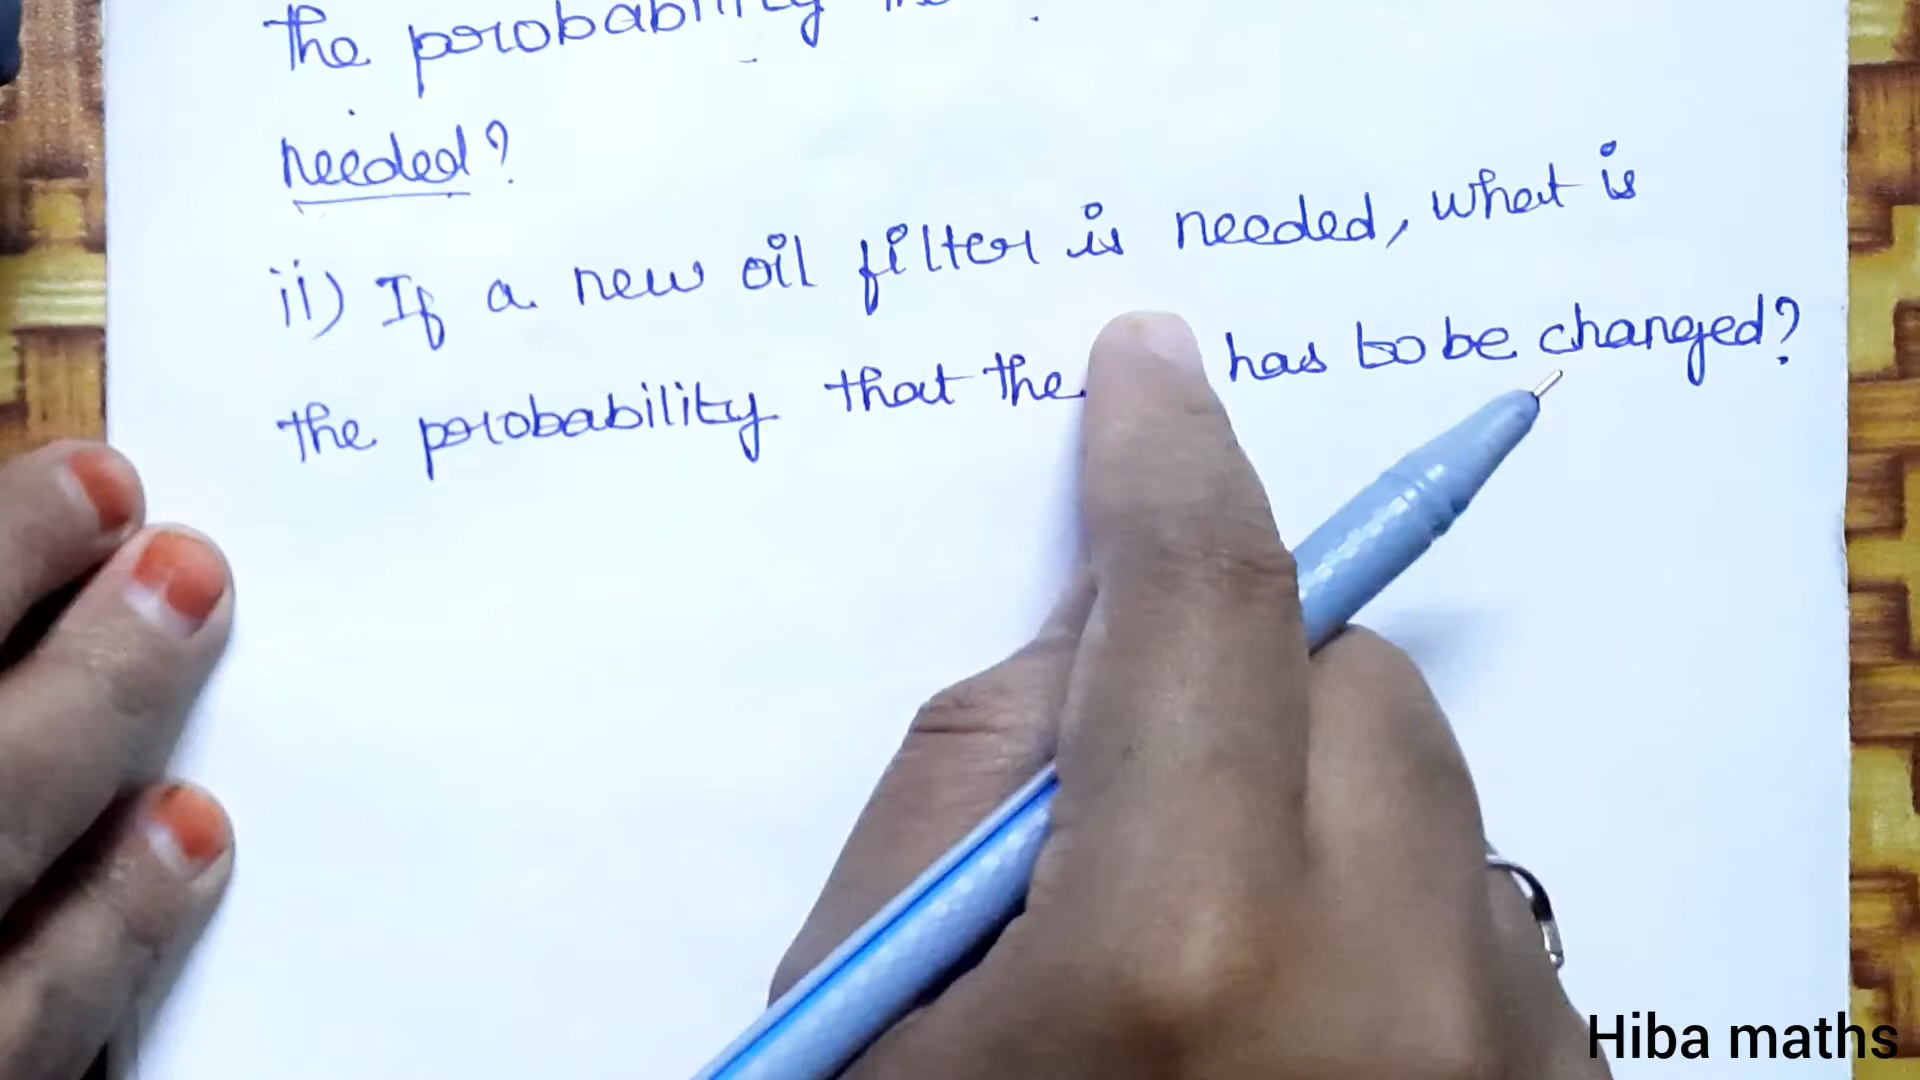 the probability
needed?
ii) If a new oil filter is needed, what is
the probability that the has to be changed?
Hiba maths